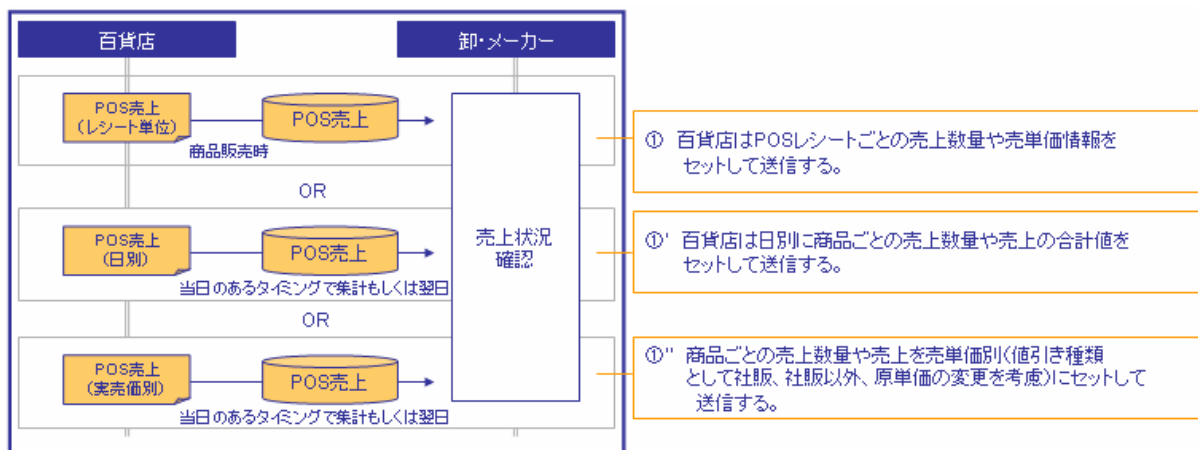 百貨店
卸・メーカー
POS売上
（レシート単位）
POS売上
商品販売時
① 百貨店はPOSレシートごとの売上数量や売単価情報を
セットして送信する。
OR
POS売上
（日別）
POS売上
当日のあるタイミングで集計もしくは翌日
売上状況
確認
①' 百貨店は日別に商品ごとの売上数量や売上の合計値を
セットして送信する。
OR
POS売上
（実売価別）
POS売上
当日のあるタイミングで集計もしくは翌日
①" 商品ごとの売上数量や売上を売単価別（値引き種類
として社販、社販以外、原単価の変更を考慮）にセットして
送信する。